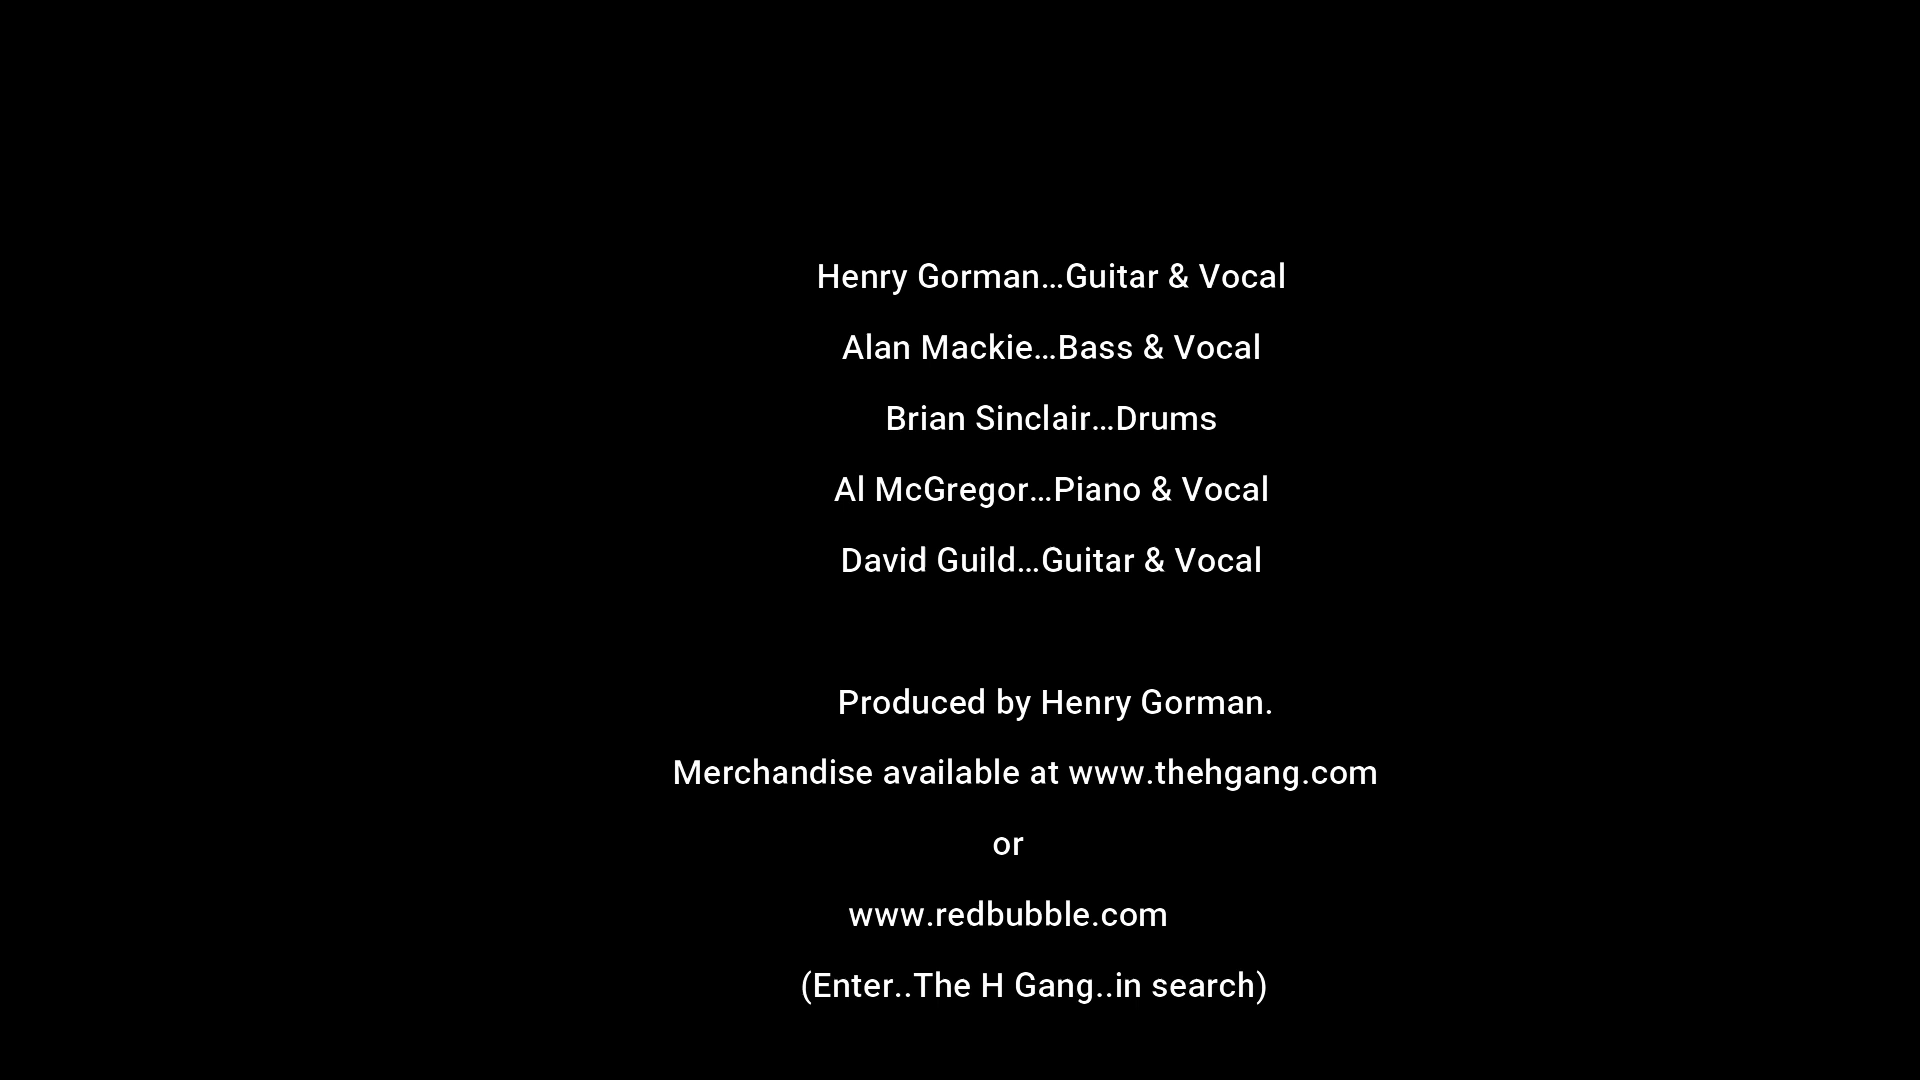 Henry Gorman...Guitar & Vocal
Alan Mackie...Bass & Vocal
Brian Sinclair...Drums
Al McGregor...Piano & Vocal
David Guild...Guitar & Vocal
Produced by Henry Gorman.
Merchandise available at www.thehgang.com
or
www.redbubble.com
(Enter..The H Gang..in search)